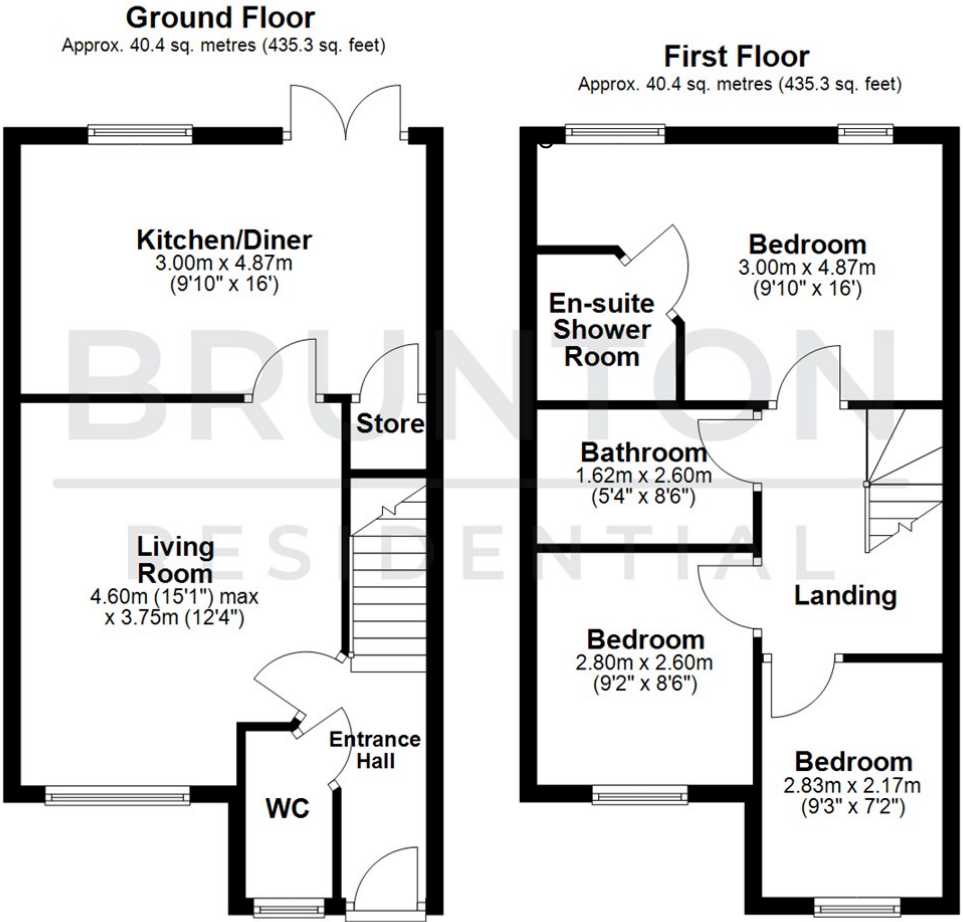 Ground Floor
Approx. 40.4 sq. metres (435.3 sq. feet)
Kitchen/Diner
3.00m x 4.87m
(9'10" x 16')
Store
Living
Room
4.60m (15'1") max
x 3.75m (12'4")
Entrance
Hall
WC
First Floor
Approx. 40.4 sq. metres (435.3 sq. feet)
Bedroom
3.00m x 4.87m
(9'10" x 16')
En-suite
Shower
Room
Bathroom
1.62m x 2.60m
(5'4" x 8'6")
Landing
Bedroom
2.80m x 2.60m
(9'2" x 8'6")
Bedroom
2.83m x 2.17m
(9'3" x 7'2")
BRUNTON
RESIDENTIAL